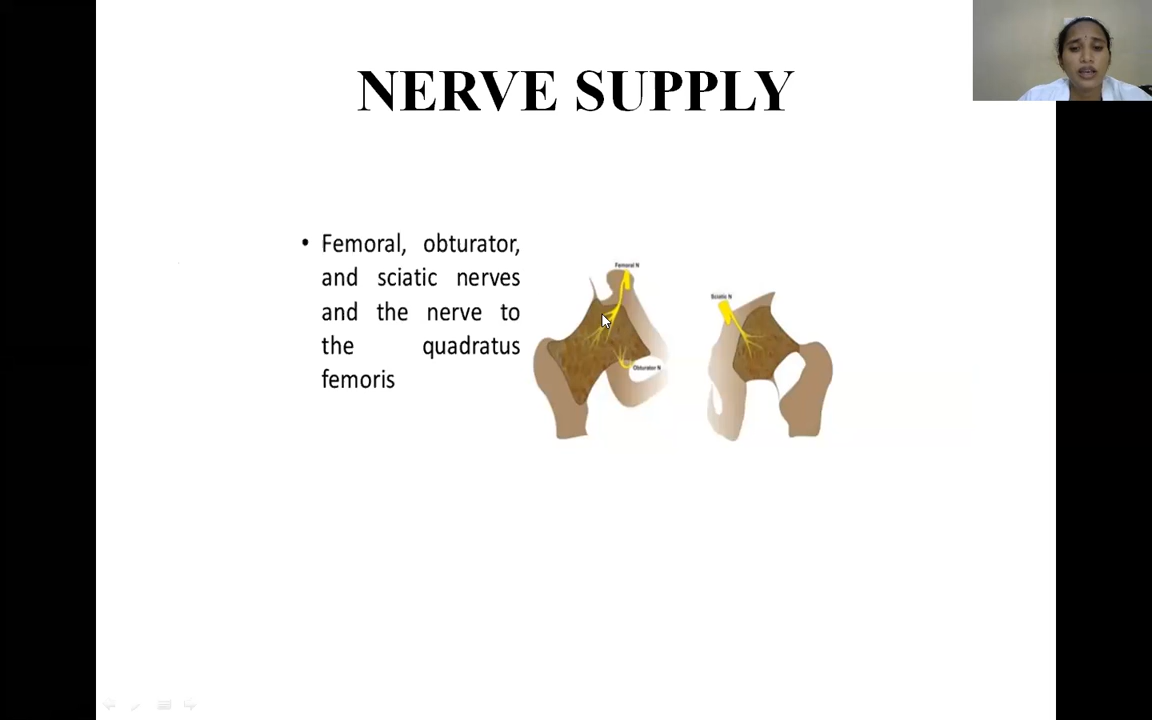 NERVE SUPPLY
• Femoral, obturator,
and sciatic nerves
and the nerve to
the quadratus
femoris
Femoral N
Obturator N
Sciatic N